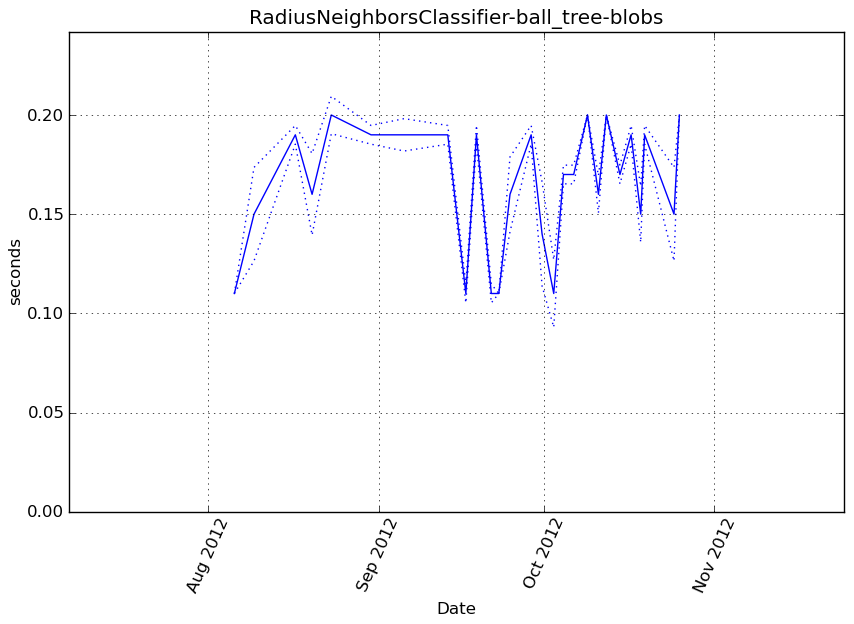 RadiusNeighborsClassifier-ball_tree-blobs
0.20
0.15
0.10
0.05
0.00
seconds
Aug 2012
Sep 2012
Oct 2012
Nov 2012
Date